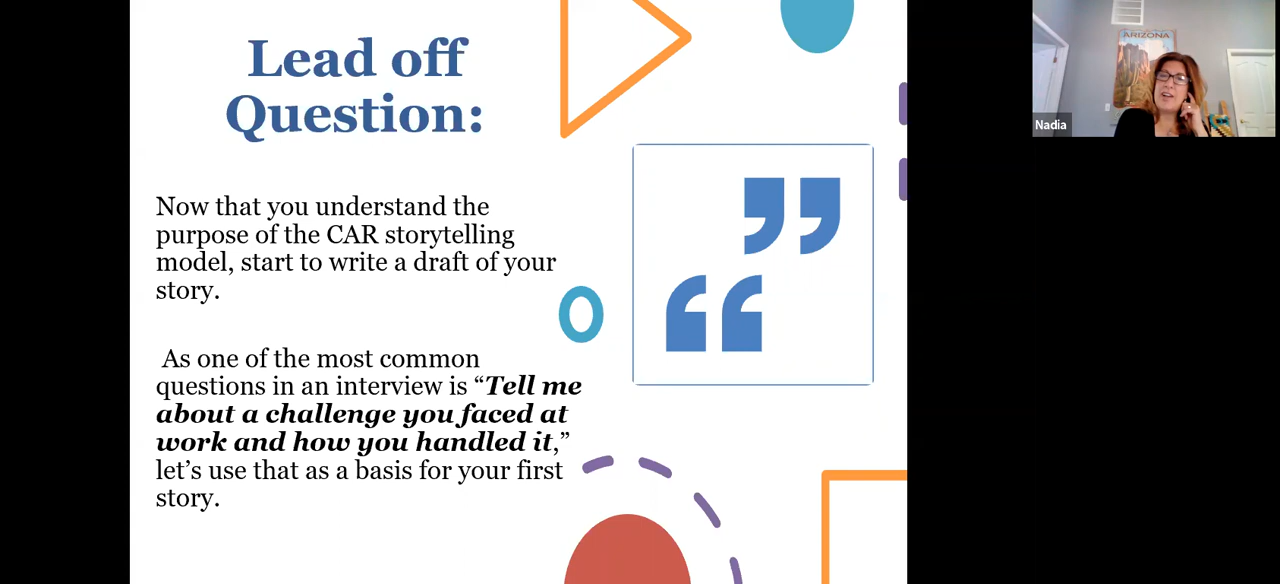 Lead off
Question:
Now that you understand the
purpose of the CAR storytelling
model, start to write a draft of your
story.
As one of the most common
questions in an interview is “Tell me
about a challenge you faced at
work and how you handled it,”
let’s use that as a basis for your first
story.
ARIZONA
Nadia